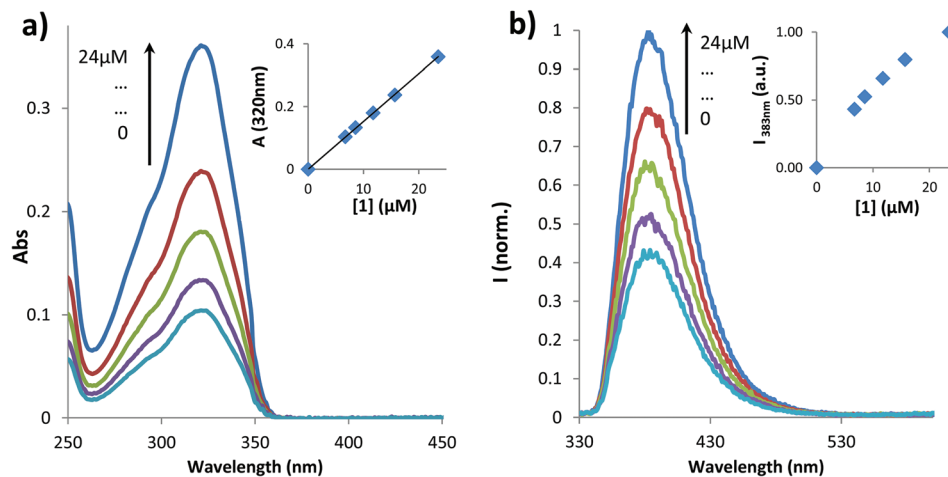 a)
24µM
...
...
0
0.3
0.2
0.1
0
Abs
250 300 350 400 450
Wavelength (nm)
0.4
0.2
0
A (320nm)
0 10 20
[1] (µM)
b)
24µM
...
...
0
1
0.9
0.8
0.7
0.6
0.5
0.4
0.3
0.2
0.1
0
I (norm.)
330 430 530
Wavelength (nm)
1.00
0.50
0.00
I 383nm (a.u.)
0 10 20
[1] (µM)